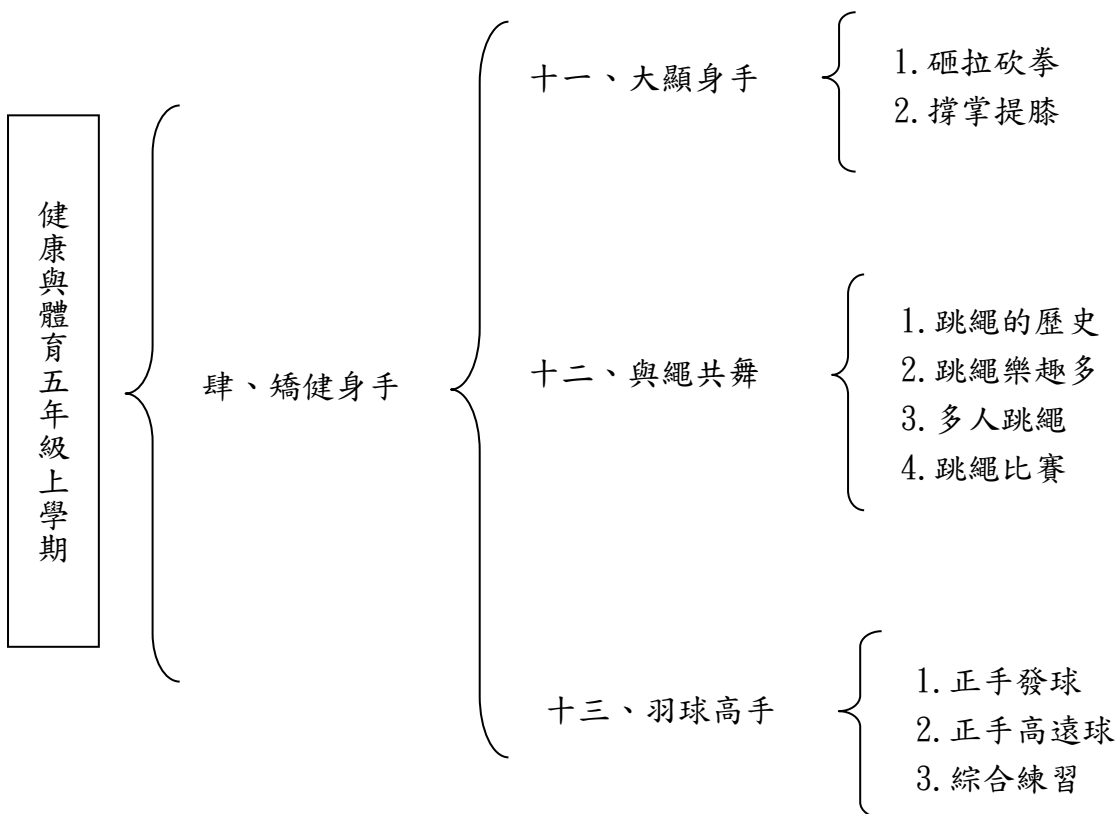 健康與體育五年級上學期
肆、矯健身手
十一、大顯身手
1.砸拉砍拳
2.撐掌提膝
十二、與繩共舞
1.跳繩的歷史
2.跳繩樂趣多
3.多人跳繩
4.跳繩比賽
十三、羽球高手
1.正手發球
2.正手高遠球
3.綜合練習